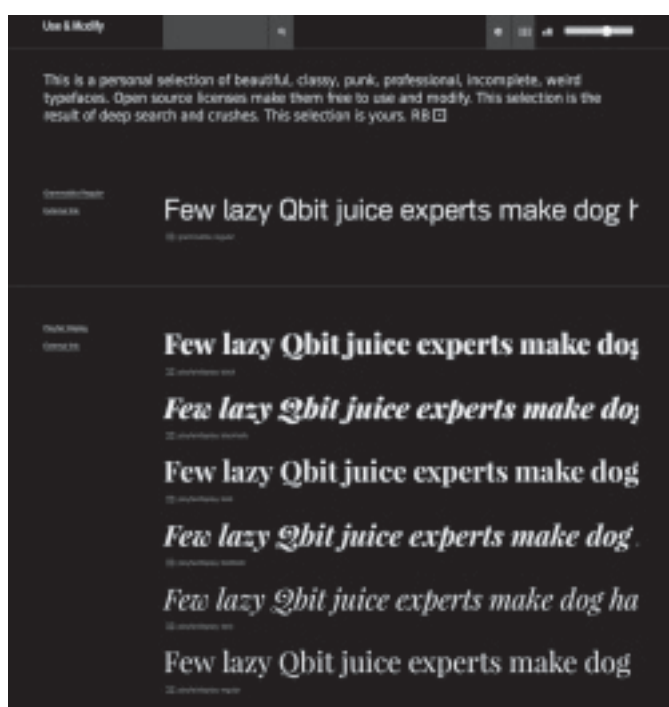 Use & Modify
This is a personal selection of beautiful, classy, punk, professional, incomplete, weird
typefaces. Open source licenses make them free to use and modify. This selection is the
result of deep search and crushes. This selection is yours. RB
Few lazy Qbit juice experts make dog h
Few lazy Qbit juice experts make dog
Few lazy Qbit juice experts make dog
Few lazy Qbit juice experts make dog
Few lazy Qbit juice experts make dog
Few lazy Qbit juice experts make dog ha
Few lazy Qbit juice experts make dog